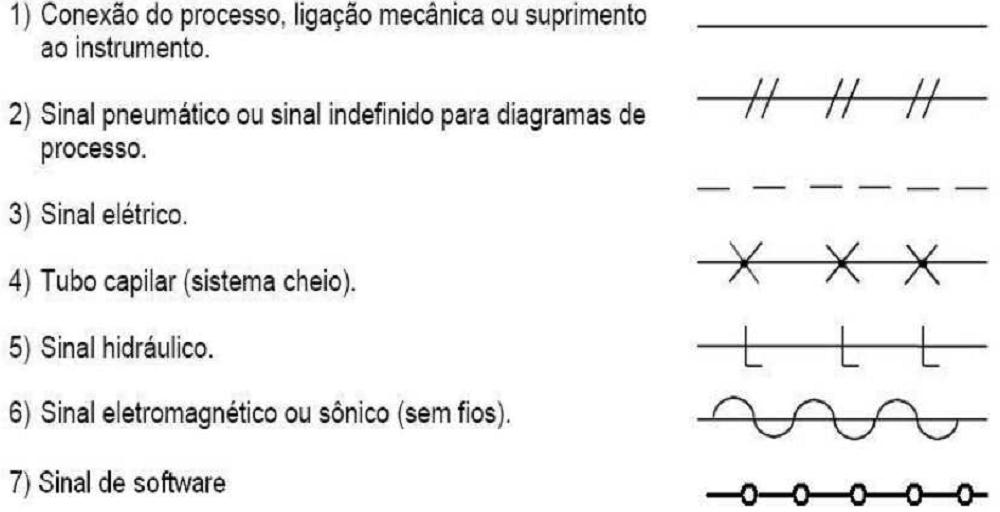 1) Conexão do processo, ligação mecânica ou suprimento
ao instrumento.
2) Sinal pneumático ou sinal indefinido para diagramas de
processo.
3) Sinal elétrico.
4) Tubo capilar (sistema cheio).
5) Sinal hidráulico.
6) Sinal eletromagnético ou sônico (sem fios).
7) Sinal de software